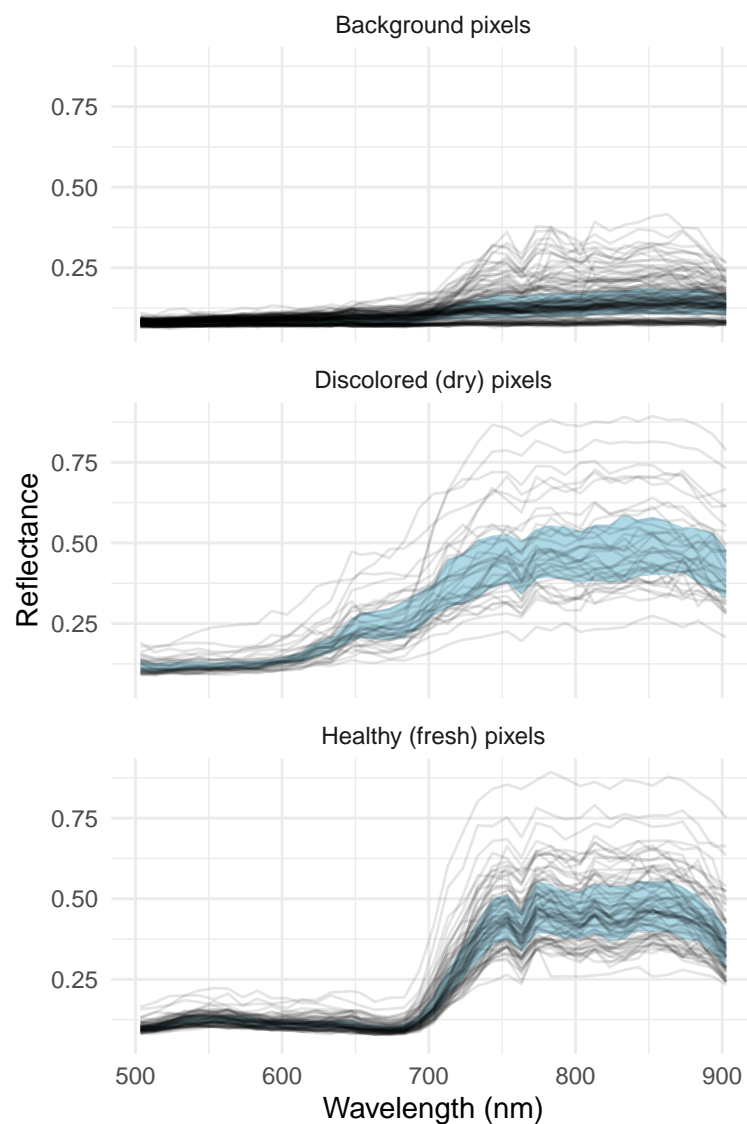 Background pixels
0.75
0.50
0.25
Discolored (dry) pixels
0.75
0.50
0.25
Reflectance
Healthy (fresh) pixels
0.75
0.50
0.25
500 600 700 800 900
Wavelength (nm)